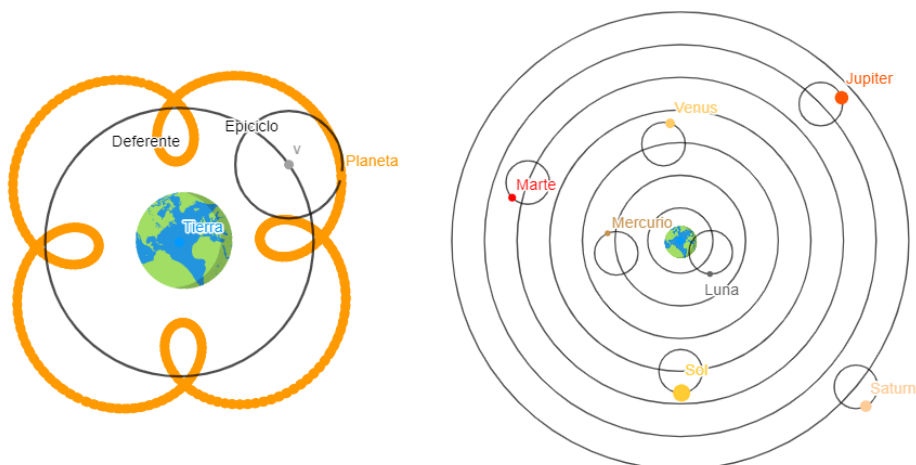 Epiciclo
Deferente
v
Planeta
Tierra
Jupiter
Venus
Marte
Mercurio
Luna
Sol
Saturn